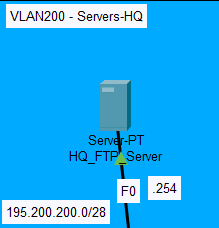 VLAN200 - Servers-HQ
Server-PT
HQ_FTP_Server
F0
.254
195.200.200.0/28